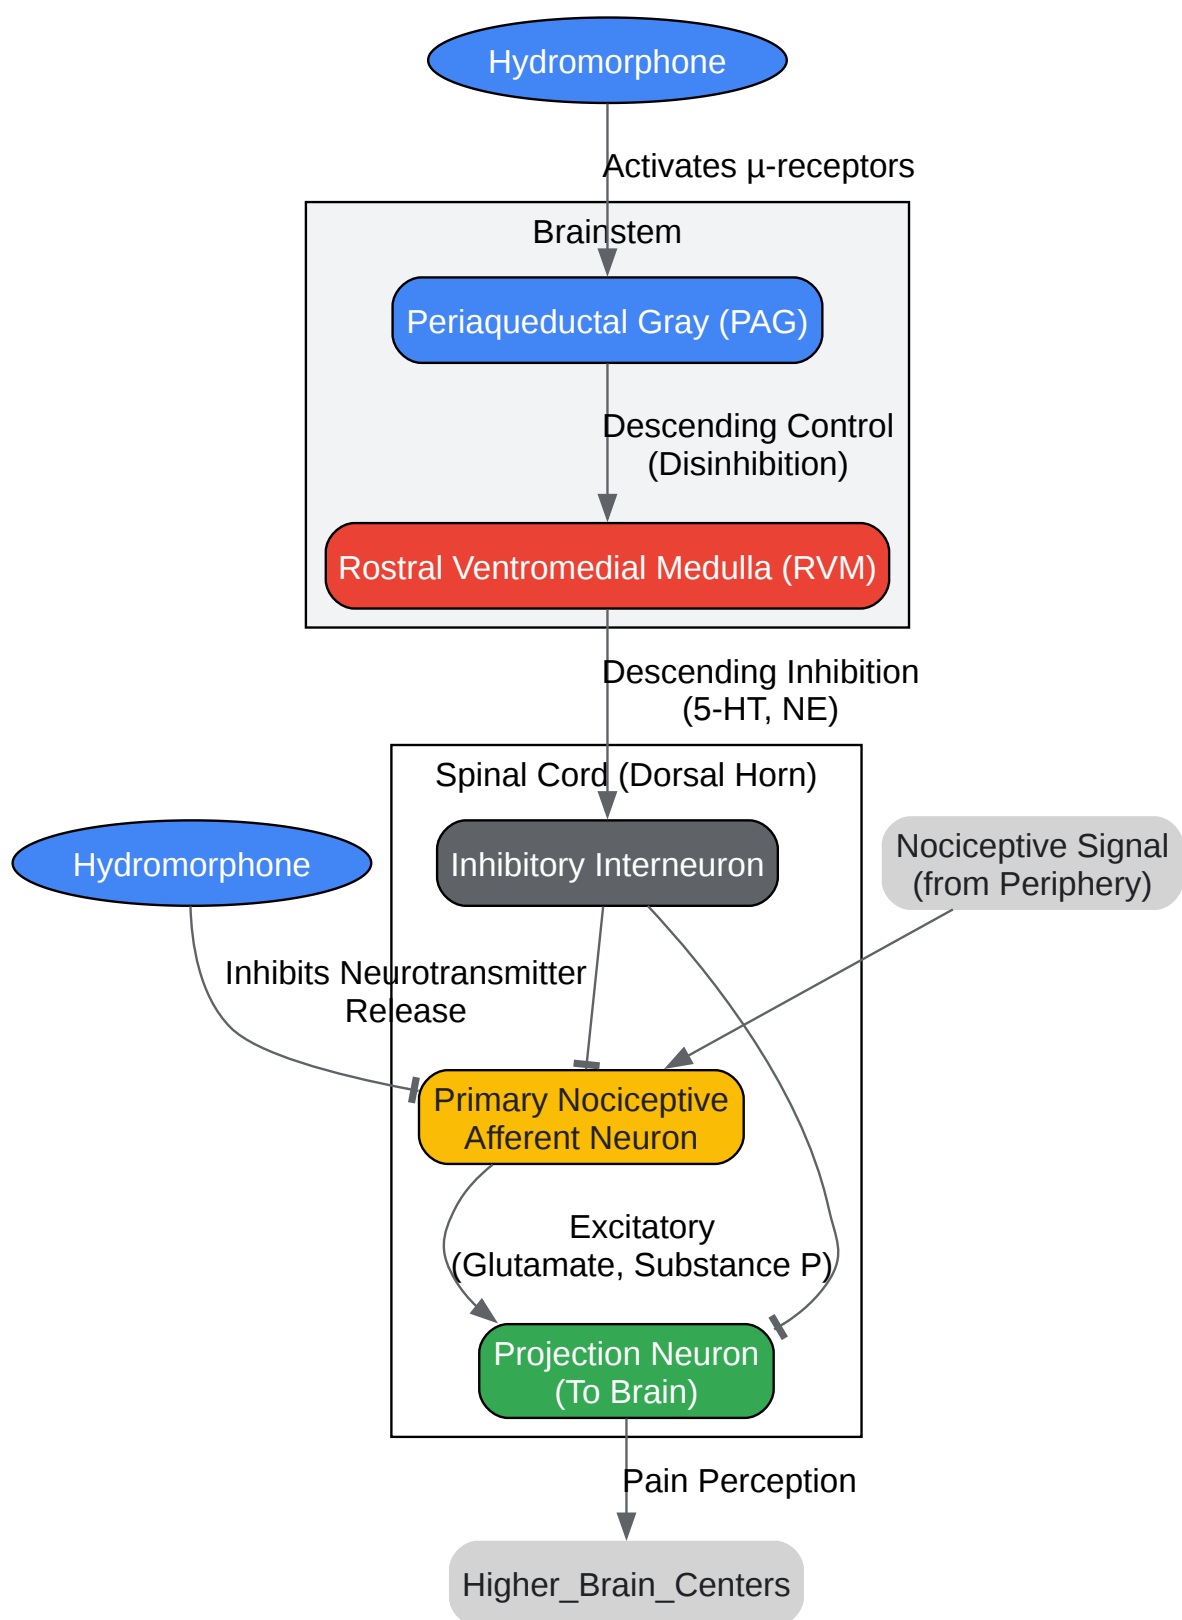 Hydromorphone
Activates μ-receptors
Brainstem
Periaqueductal Gray (PAG)
Descending Control
(Disinhibition)
Rostral Ventromedial Medulla (RVM)
Descending Inhibition
(5-HT, NE)
Spinal Cord (Dorsal Horn)
Hydromorphone
Inhibitory Interneuron
Nociceptive Signal
(from Periphery)
Inhibits Neurotransmitter
Release
Primary Nociceptive
Afferent Neuron
Excitatory
(Glutamate, Substance P)
Projection Neuron
(To Brain)
Pain Perception
Higher_Brain_Centers